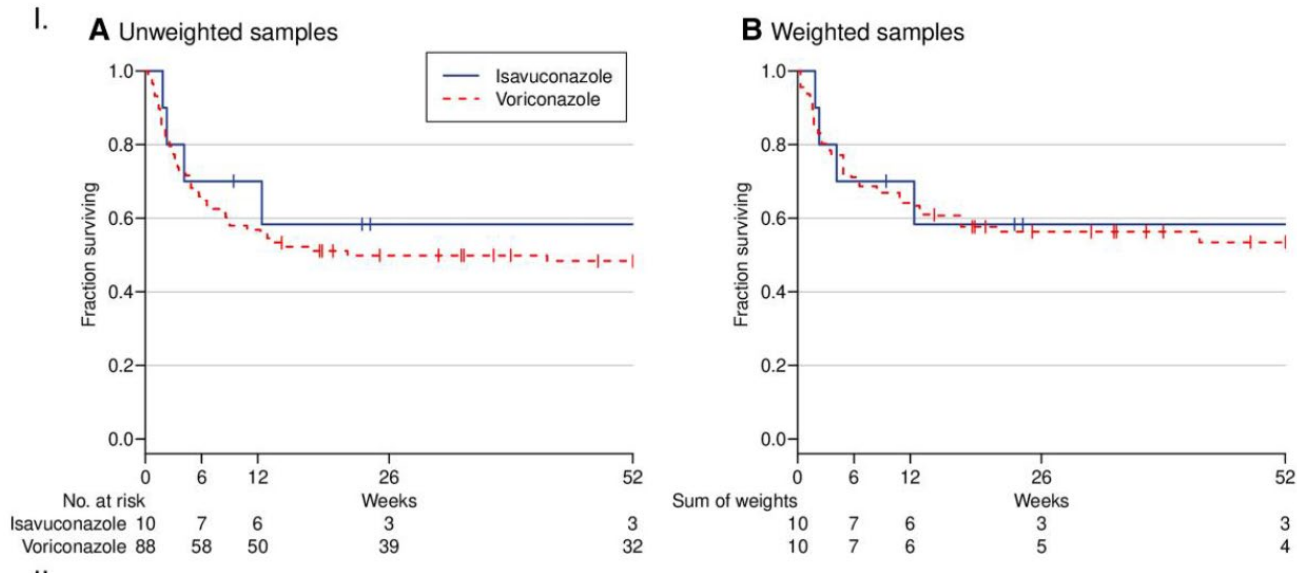 I.
A Unweighted samples
Isavuconazole
Voriconazole
Fraction surviving
1.0
0.8
0.6
0.4
0.2
0.0
0 6 12 26 52
No. at risk Weeks
Isavuconazole 10 7 6 3 3
Voriconazole 88 58 50 39 32
B Weighted samples
Fraction surviving
1.0
0.8
0.6
0.4
0.2
0.0
0 6 12 26 52
Sum of weights Weeks
10 7 6 3 3
10 7 6 5 4